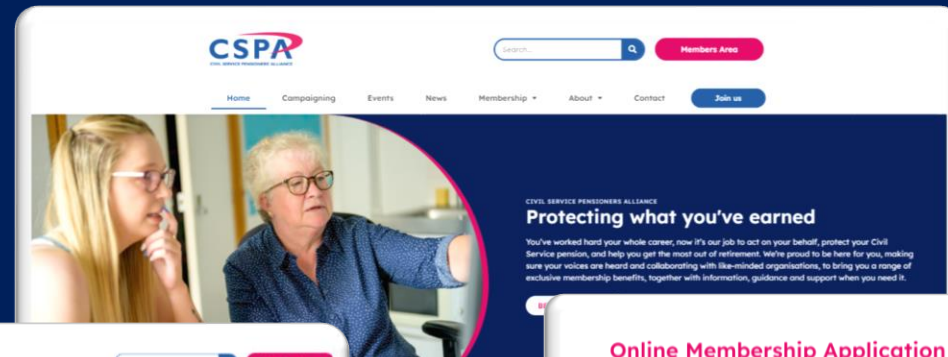 CSPA
CIVIL SERVICE PENSIONERS ALLIANCE
Search...
Members Area
Home Campaigning Events News Membership About Contact Join us
CIVIL SERVICE PENSIONERS ALLIANCE
Protecting what you've earned
You've worked hard your whole career, now it's our job to act on your behalf, protect your Civil
Service pension, and help you get the most out of retirement. We're proud to be here for you, making
sure your voices are heard and collaborating with like-minded organisations, to bring you a range of
exclusive membership benefits, together with information, guidance and support when you need it.
Online Membership Application